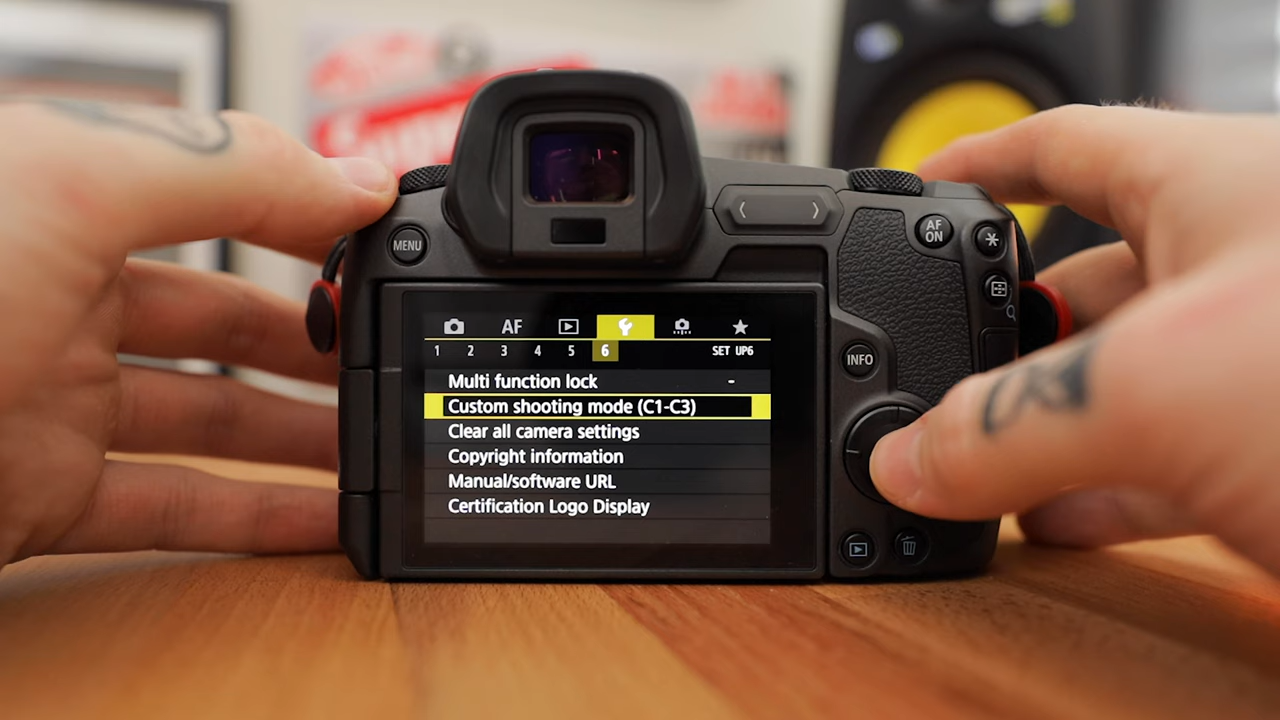 MENU
< >
AF
ON
*
INFO
AF
1 2 3 4 5 6 SET UP6
Multi function lock -
Custom shooting mode (C1-C3)
Clear all camera settings
Copyright information
Manual/software URL
Certification Logo Display